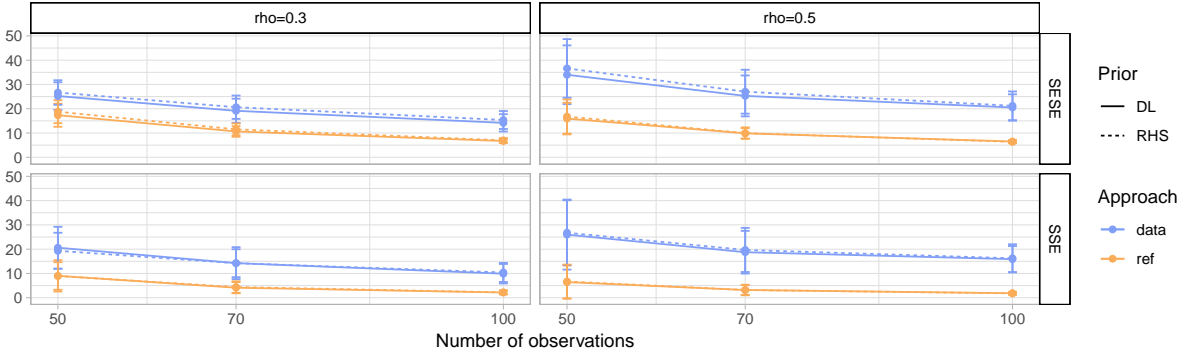 rho=0.3
rho=0.5
50
40
30
20
10
0
SESE
50
40
30
20
10
0
SSE
50
70
100
50
70
100
Number of observations
Prior
DL
RHS
Approach
data
ref